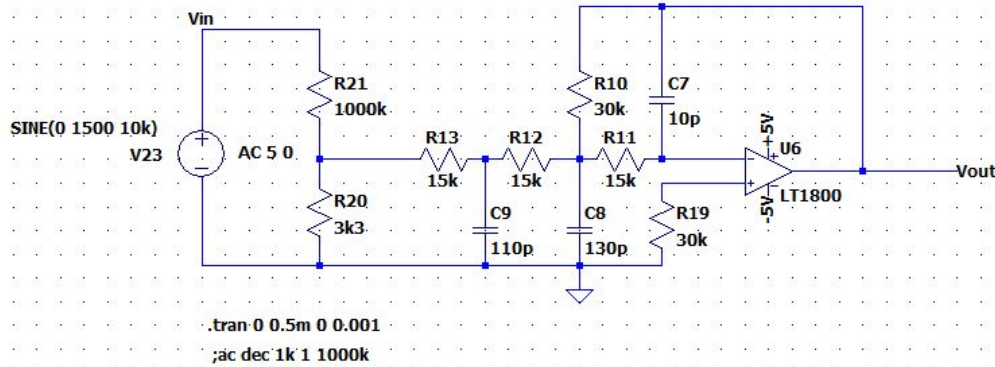 Vin
R21
1000k
SINE(0 1500 10k)
V23
AC 5 0
R20
3k3
R13
15k
C9
110p
R12
15k
R10
30k
C7
10p
R11
15k
C8
130p
R19
30k
+5V
U6
-5V
LT1800
Vout
.tran 0 0.5m 0 0.001
;ac dec 1k 1 1000k